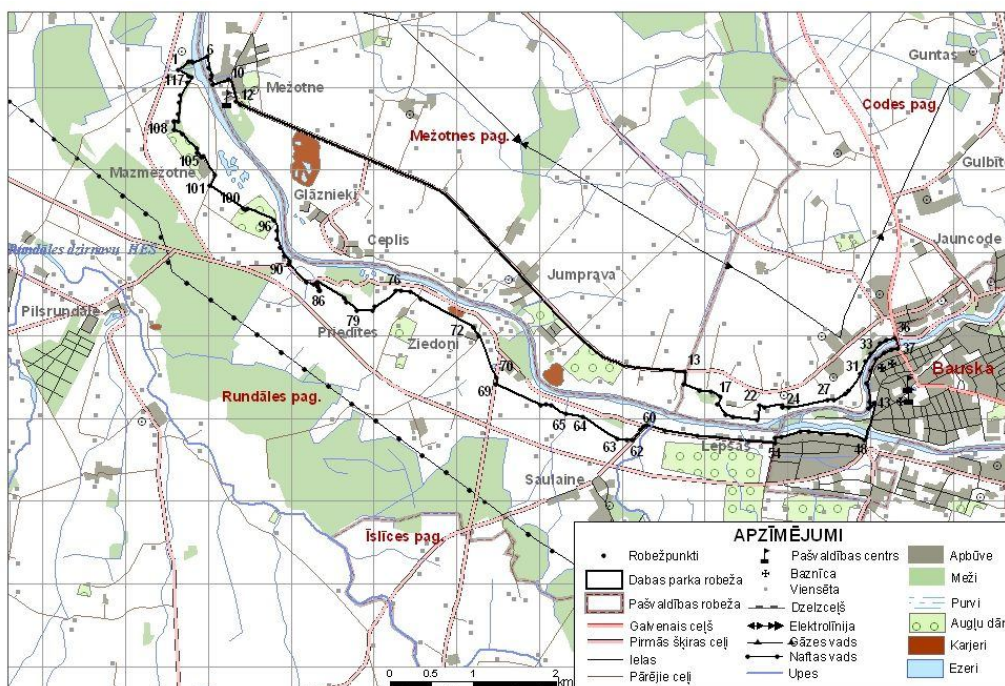 1
6
10
12
117
Mežotne
Guntas
Codes pag.
Mežotnes pag.
108
105
Mazmežotne
101
100
Glāznieki
Gulbīt
96
Ceplis
Rundāles dzirnavu HES
Jauncode
90
86
76
Jumprava
Pilsrundāle
79
Priedītes
72
Ziedoņi
36
33
37
31
Bauska
70
69
13
17
22
24
27
43
Rundāles pag.
65
64
60
63
62
Lepsas
54
48
Saulaine
Īslīces pag.
APZĪMĒJUMI
Robežpunkti
Dabas parka robeža
Pašvaldības robeža
Galvenais ceļš
Pirmās šķiras ceļi
Ielas
Pārējie ceļi
Pašvaldības centrs
Baznīca
Viensēta
Dzelzceļš
Elektrolīnija
Gāzes vads
Naftas vads
Upes
Apbūve
Meži
Purvi
Augļu dār
Karjeri
Ezeri
0 0.5 1 2
km